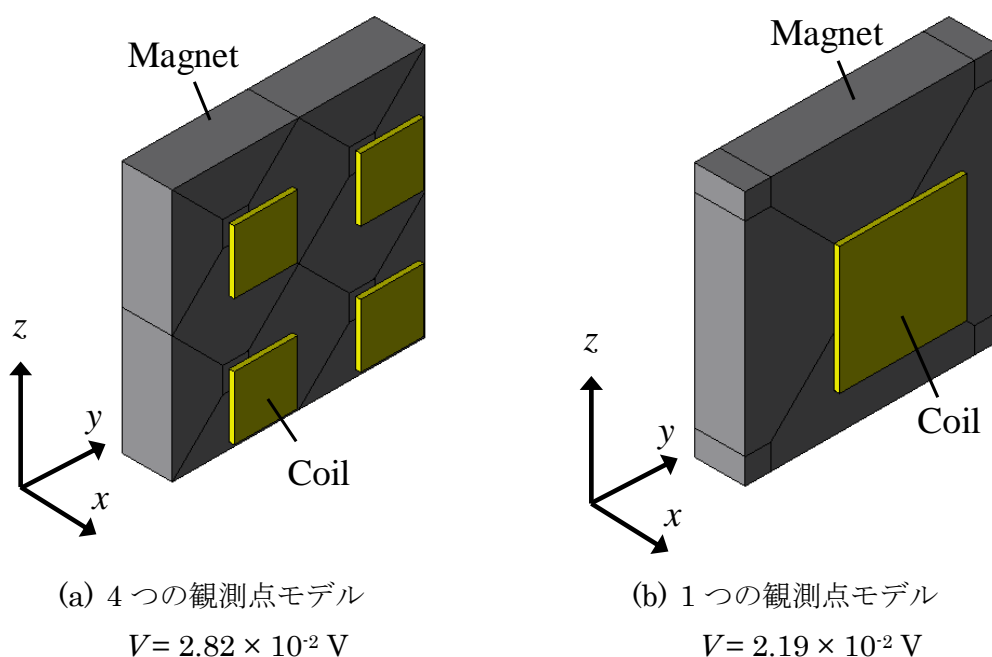 Magnet
z
y
x
Coil
(a) 4 つの観測点モデル
V= 2.82 × 10-2 V
Magnet
z
y
x
Coil
(b) 1 つの観測点モデル
V= 2.19 × 10-2 V